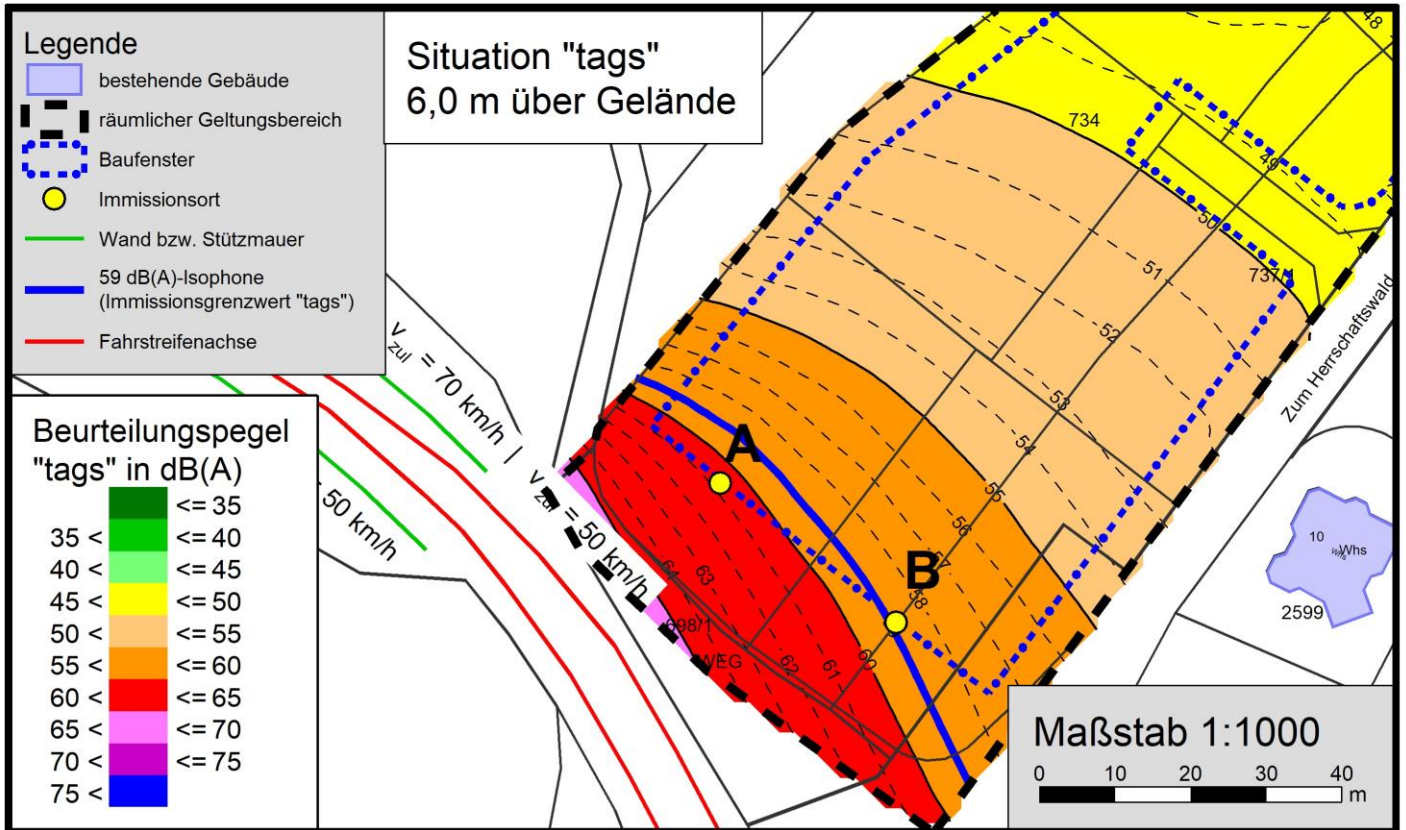 Legende
bestehende Gebäude
räumlicher Geltungsbereich
Baufenster
Immissionsort
Wand bzw. Stützmauer
59 dB(A)-Isophone
(Immissionsgrenzwert "tags")
Fahrstreifenachse
Situation "tags"
6,0 m über Gelände
Beurteilungspegel
"tags" in dB(A)
<= 35
35 < <= 40
40 < <= 45
45 < <= 50
50 < <= 55
55 < <= 60
60 < <= 65
65 < <= 70
70 < <= 75
75 <
v zul = 70 km/h |
v zul = 50 km/h
50 km/h
48
734
49
50
737/1
51
52
53
54
55
56
57
58
60
61
62
63
64
A
B
698/1
WEG
Zum Herrschaftswald
10
Whs
Whs
2599
Maßstab 1:1000
0 10 20 30 40
m